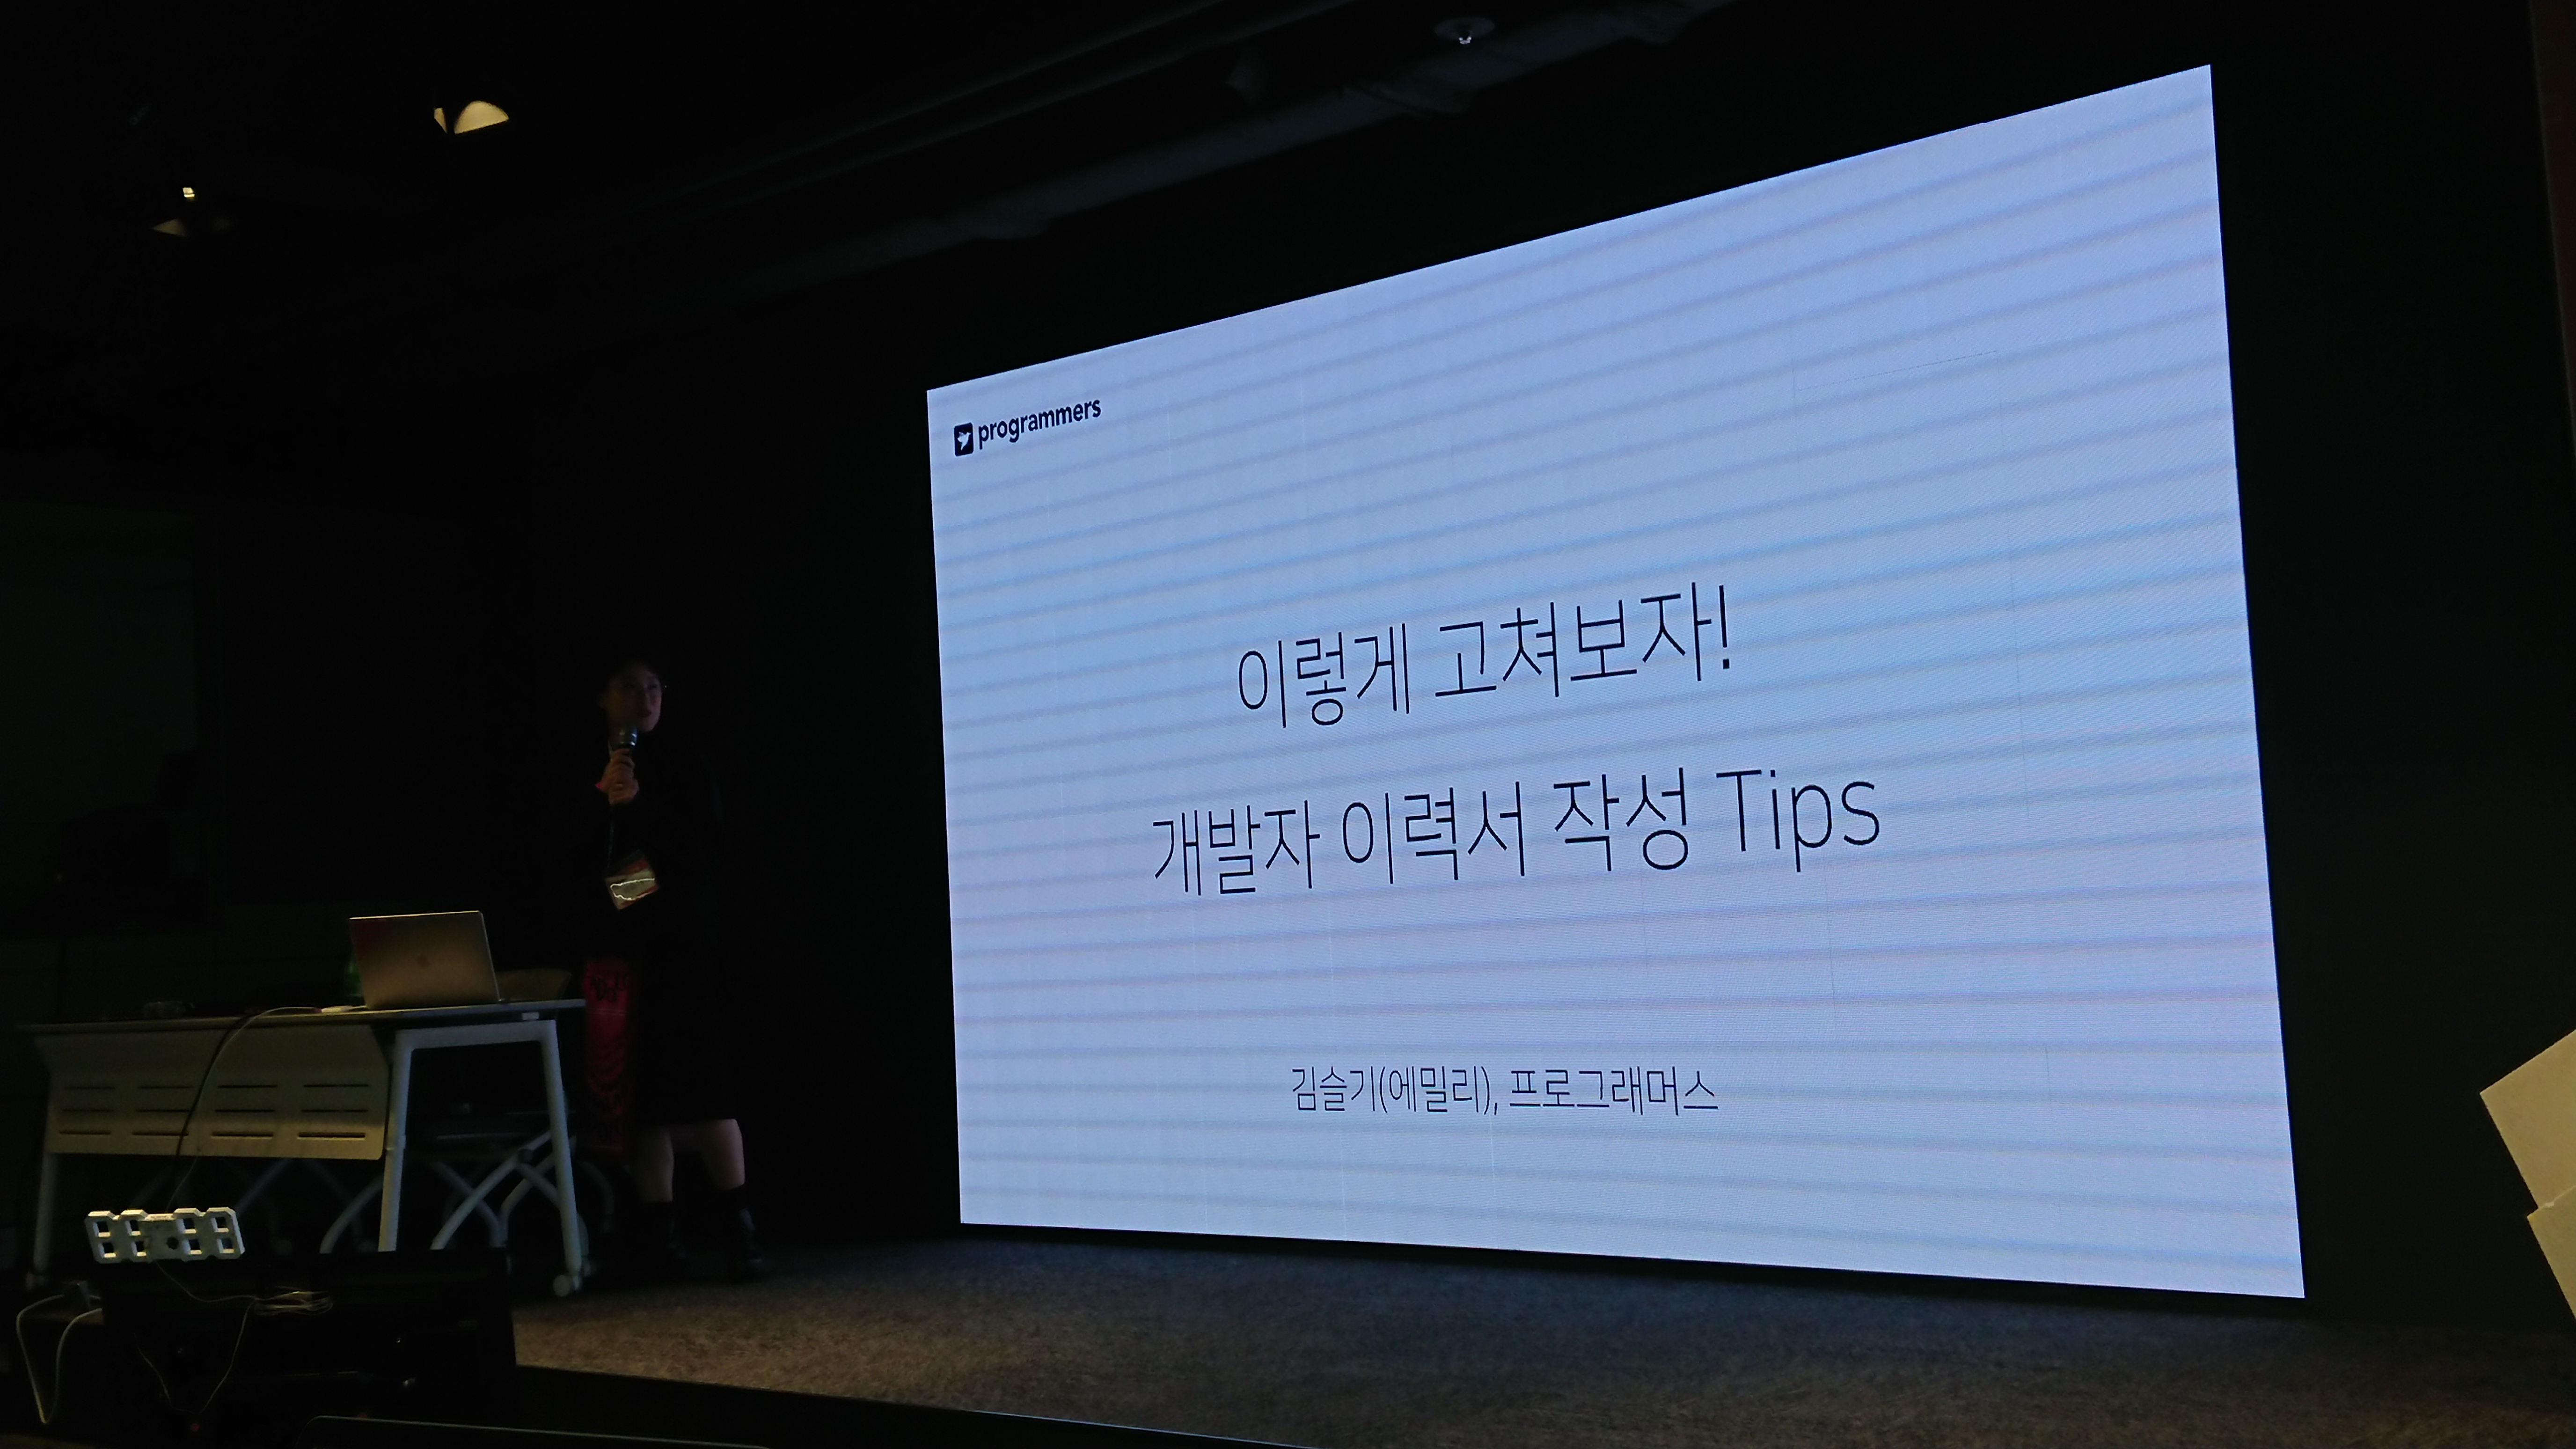 programmers
이렇게 고쳐보자!
개발자 이력서 작성 Tips
김슬기(에밀리), 프로그래머스